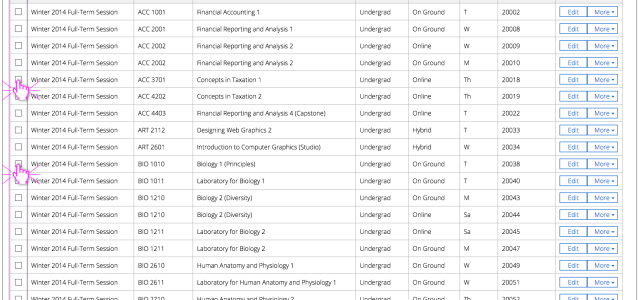 Winter 2014 Full-Term Session ACC 1001 Financial Accounting 1 Undergrad On Ground T 20002 Edit More
Winter 2014 Full-Term Session ACC 2001 Financial Reporting and Analysis 1 Undergrad On Ground W 20008 Edit More
Winter 2014 Full-Term Session ACC 2002 Financial Reporting and Analysis 2 Undergrad Online W 20009 Edit More
Winter 2014 Full-Term Session ACC 2002 Financial Reporting and Analysis 2 Undergrad On Ground M 20010 Edit More
Winter 2014 Full-Term Session ACC 3701 Concepts in Taxation 1 Undergrad Online Th 20018 Edit More
Winter 2014 Full-Term Session ACC 4202 Concepts in Taxation 2 Undergrad Online Th 20019 Edit More
Winter 2014 Full-Term Session ACC 4403 Financial Reporting and Analysis 4 (Capstone) Undergrad Online T 20022 Edit More
Winter 2014 Full-Term Session ART 2112 Designing Web Graphics 2 Undergrad Hybrid T 20033 Edit More
Winter 2014 Full-Term Session ART 2601 Introduction to Computer Graphics (Studio) Undergrad Hybrid W 20034 Edit More
Winter 2014 Full-Term Session BIO 1010 Biology 1 (Principles) Undergrad On Ground T 20038 Edit More
Winter 2014 Full-Term Session BIO 1011 Laboratory for Biology 1 Undergrad On Ground T 20040 Edit More
Winter 2014 Full-Term Session BIO 1210 Biology 2 (Diversity) Undergrad On Ground M 20043 Edit More
Winter 2014 Full-Term Session BIO 1210 Biology 2 (Diversity) Undergrad Online Sa 20044 Edit More
Winter 2014 Full-Term Session BIO 1211 Laboratory for Biology 2 Undergrad Online Sa 20045 Edit More
Winter 2014 Full-Term Session BIO 1211 Laboratory for Biology 2 Undergrad On Ground M 20047 Edit More
Winter 2014 Full-Term Session BIO 2610 Human Anatomy and Physiology 1 Undergrad On Ground W 20049 Edit More
Winter 2014 Full-Term Session BIO 2611 Laboratory for Human Anatomy and Physiology 1 Undergrad On Ground W 20051 Edit More
Winter 2014 Full-Term Session BIO Human Anatomy and Physiology 2 Undergrad On Ground Th Edit More